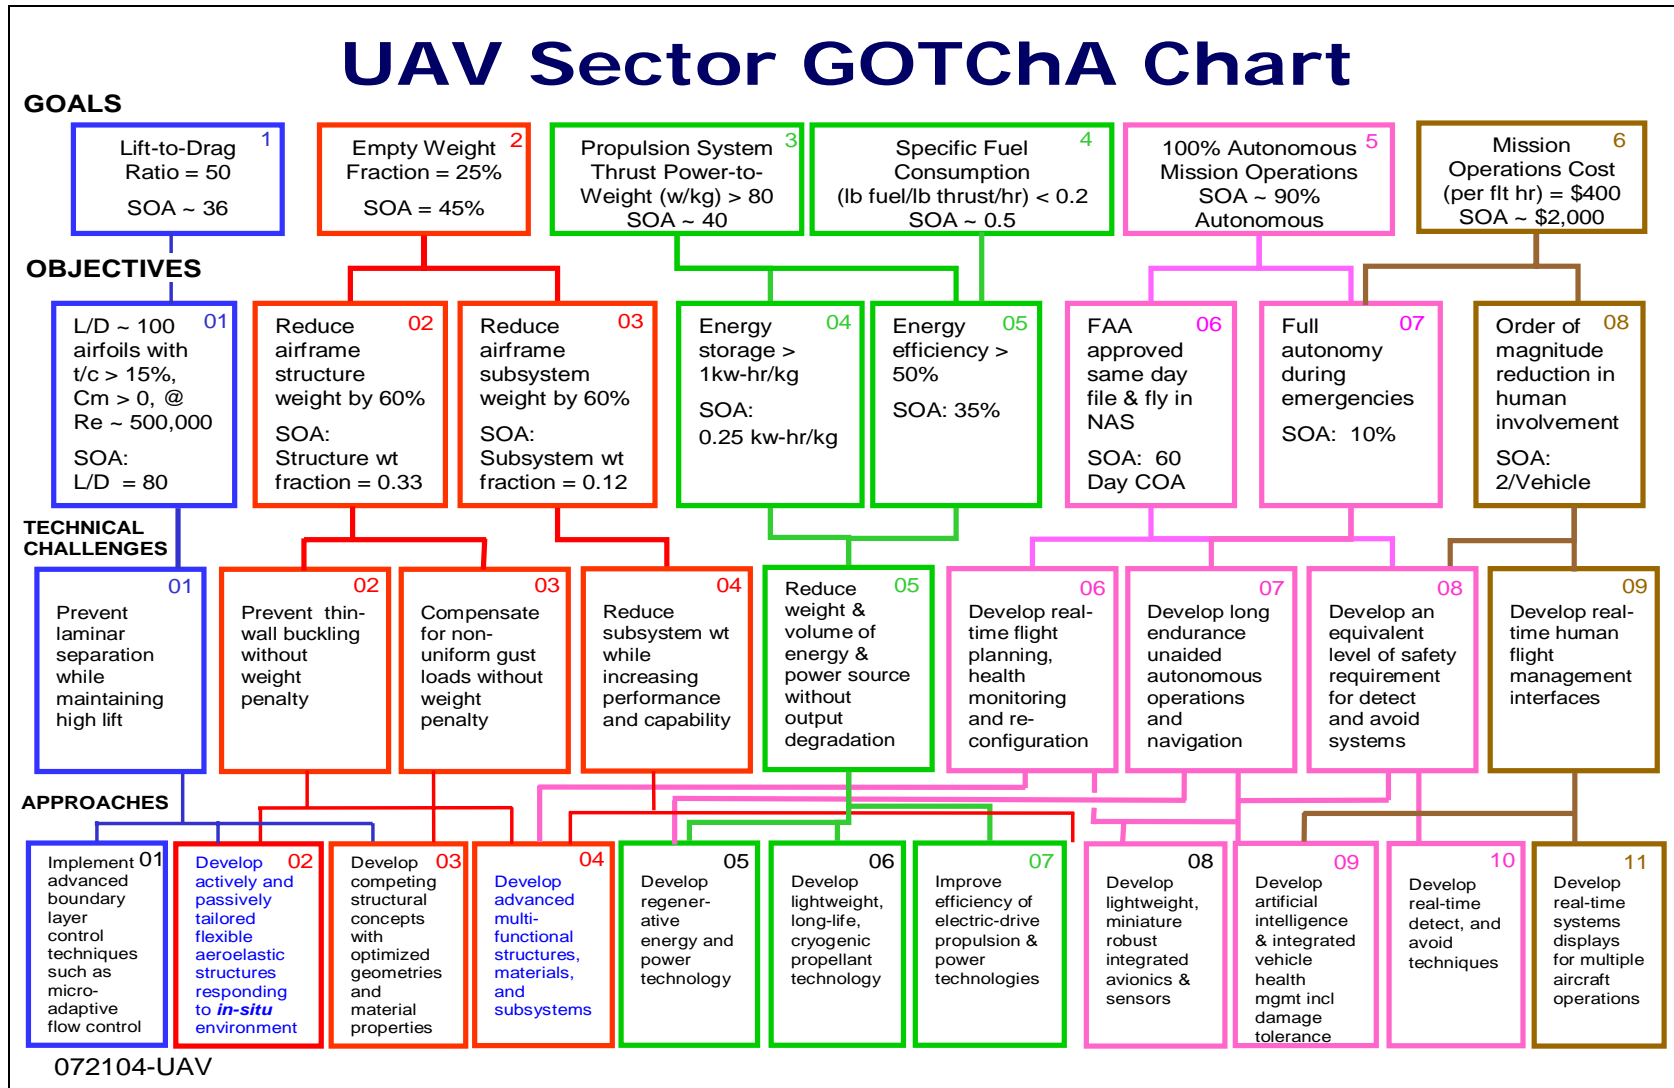 UAV Sector GOTChA Chart
GOALS
1
Lift-to-Drag
Ratio = 50
SOA ~ 36
2
Empty Weight
Fraction = 25%
SOA = 45%
3
Propulsion System
Thrust Power-to-
Weight (w/kg) > 80
SOA ~ 40
4
Specific Fuel
Consumption
(lb fuel/lb thrust/hr) < 0.2
SOA ~ 0.5
5
100% Autonomous
Mission Operations
SOA ~ 90%
Autonomous
6
Mission
Operations Cost
(per flt hr) = $400
SOA ~ $2,000
OBJECTIVES
01
L/D ~ 100
airfoils with
t/c > 15%,
Cm > 0, @
Re ~ 500,000
SOA:
L/D = 80
02
Reduce
airframe
structure
weight by 60%
SOA:
Structure wt
fraction = 0.33
03
Reduce
airframe
subsystem
weight by 60%
SOA:
Subsystem wt
fraction = 0.12
04
Energy
storage >
1kw-hr/kg
SOA:
0.25 kw-hr/kg
05
Energy
efficiency >
50%
SOA: 35%
06
FAA
approved
same day
file & fly in
NAS
SOA: 60
Day COA
07
Full
autonomy
during
emergencies
SOA: 10%
08
Order of
magnitude
reduction in
human
involvement
SOA:
2/Vehicle
TECHNICAL
CHALLENGES
01
Prevent
laminar
separation
while
maintaining
high lift
02
Prevent thin-
wall buckling
without
weight
penalty
03
Compensate
for non-
uniform gust
loads without
weight
penalty
04
Reduce
subsystem wt
while
increasing
performance
and capability
05
Reduce
weight &
volume of
energy &
power source
without
output
degradation
06
Develop real-
time flight
planning,
health
monitoring
and re-
configuration
07
Develop long
endurance
unaided
autonomous
operations
and
navigation
08
Develop an
equivalent
level of safety
requirement
for detect
and avoid
systems
09
Develop real-
time human
flight
management
interfaces
APPROACHES
01
Implement
advanced
boundary
layer
control
techniques
such as
micro-
adaptive
flow control
02
Develop
actively and
passively
tailored
flexible
aeroelastic
structures
responding
to in-situ
environment
03
Develop
competing
structural
concepts
with
optimized
geometries
and
material
properties
04
Develop
advanced
multi-
functional
structures,
materials,
and
subsystems
05
Develop
regener-
ative
energy and
power
technology
06
Develop
lightweight,
long-life,
cryogenic
propellant
technology
07
Improve
efficiency of
electric-drive
propulsion &
power
technologies
08
Develop
lightweight,
miniature
robust
integrated
avionics &
sensors
09
Develop
artificial
intelligence
& integrated
vehicle
health
mgmt incl
damage
tolerance
10
Develop
real-time
detect, and
avoid
techniques
11
Develop
real-time
systems
displays
for multiple
aircraft
operations
072104-UAV